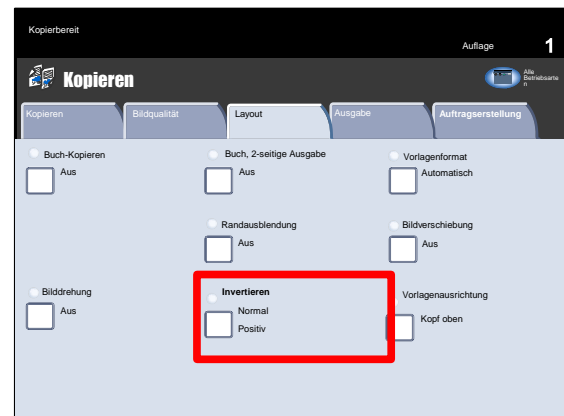 Kopierbereit
Auflage 1
Kopieren
Alle
Betriebsarte
n
Kopieren Bildqualität Layout Ausgabe Auftragserstellung
Buch-Kopieren
Aus
Buch, 2-seitige Ausgabe
Aus
Vorlagenformat
Automatisch
Randausblendung
Aus
Bildverschiebung
Aus
Bilddrehung
Aus
Invertieren
Normal
Positiv
Vorlagenausrichtung
Kopf oben